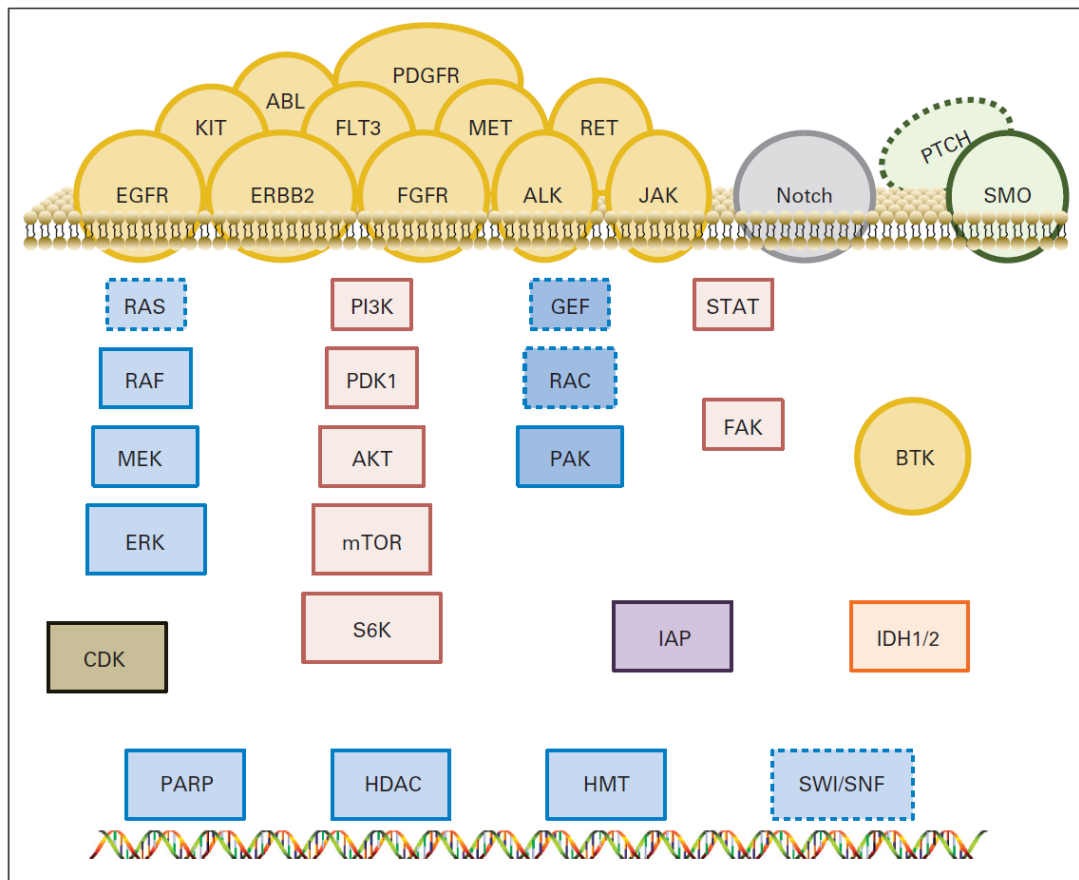 PDGFR
ABL
KIT
FLT3
MET
RET
PTCH
EGFR
ERBB2
FGFR
ALK
JAK
Notch
SMO
RAS
PI3K
GEF
STAT
RAF
PDK1
RAC
FAK
MEK
AKT
PAK
BTK
ERK
mTOR
S6K
IAP
IDH1/2
CDK
PARP
HDAC
HMT
SWI/SNF